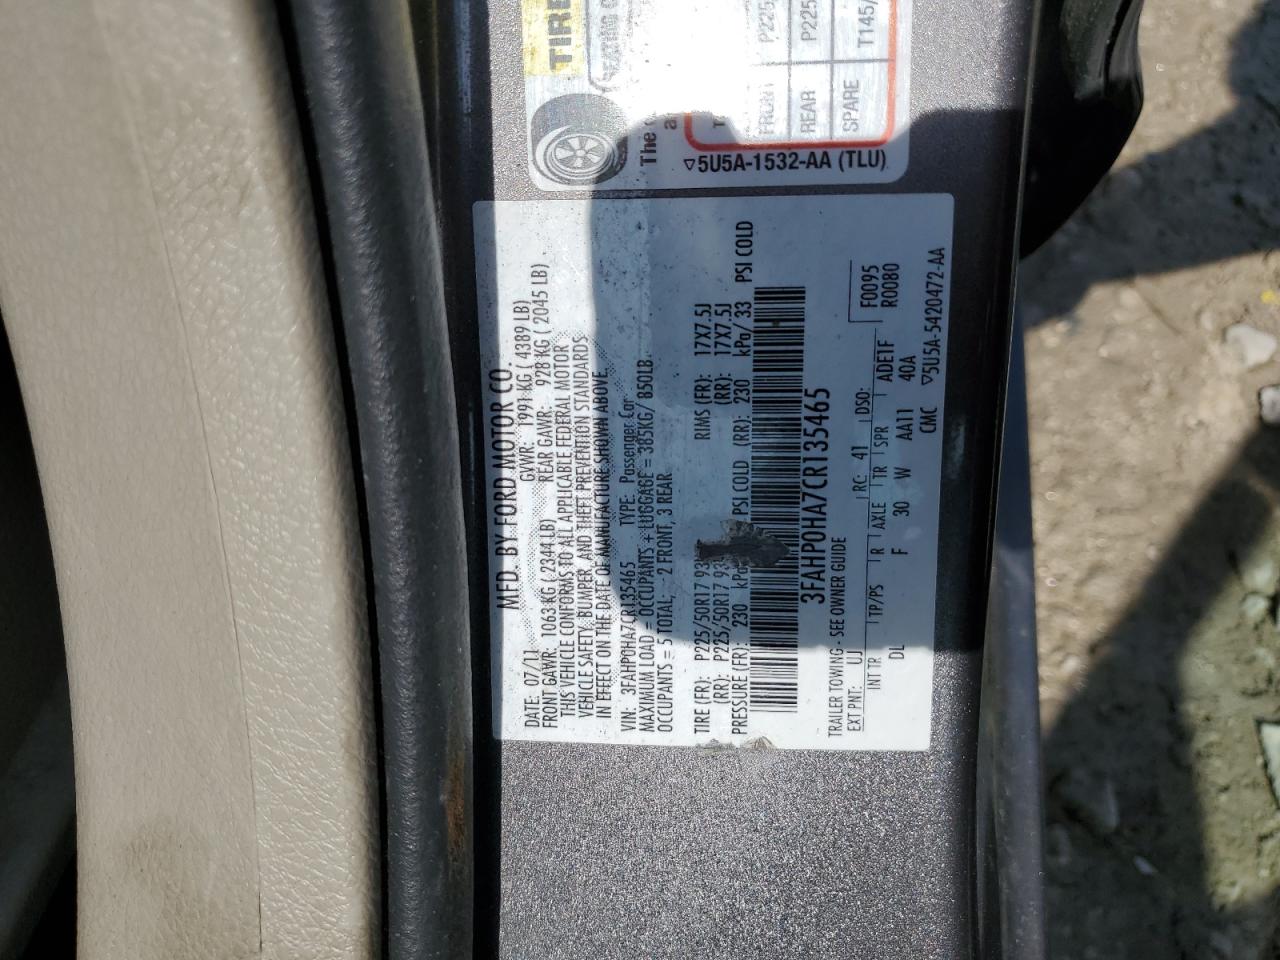 MFD. BY FORD MOTOR CO.
DATE: 07/11 GVWR: 1991 KG ( 4389 LB)
FRONT GAWR: 1063 KG ( 2344 LB) REAR GAWR: 928 KG ( 2045 LB)
THIS VEHICLE CONFORMS TO ALL APPLICABLE FEDERAL MOTOR
VEHICLE SAFETY, BUMPER, AND THEFT PREVENTION STANDARDS
IN EFFECT ON THE DATE OF MANUFACTURE SHOWN ABOVE.
VIN: 3FAHP0HA7CR135465 TYPE: Passenger Car
MAXIMUM LOAD = OCCUPANTS + LUGGAGE = 385KG/ 850LB
OCCUPANTS = 5 TOTAL; 2 FRONT, 3 REAR
TIRE (FR): P225/50R17 RIMS (FR): 17X7.5J
(RR): P225/50R17 (RR): 17X7.5J
PRESSURE (FR): 230 PSI COLD (RR): 230 kPa/ 33 PSI COLD
3FAHP0HA7CR135465
TRAILER TOWING - SEE OWNER GUIDE F0095
EXT PNT: UJ RC: 41 DSO: R0080
INT TR TP/PS R AXLE TR SPR ADE1F
DL F 30 W AA11 40A
CMC ▽5U5A-5420472-AA
TIRE
The
FRONT P225
REAR P225
SPARE T145/
▽5U5A-1532-AA (TLU)